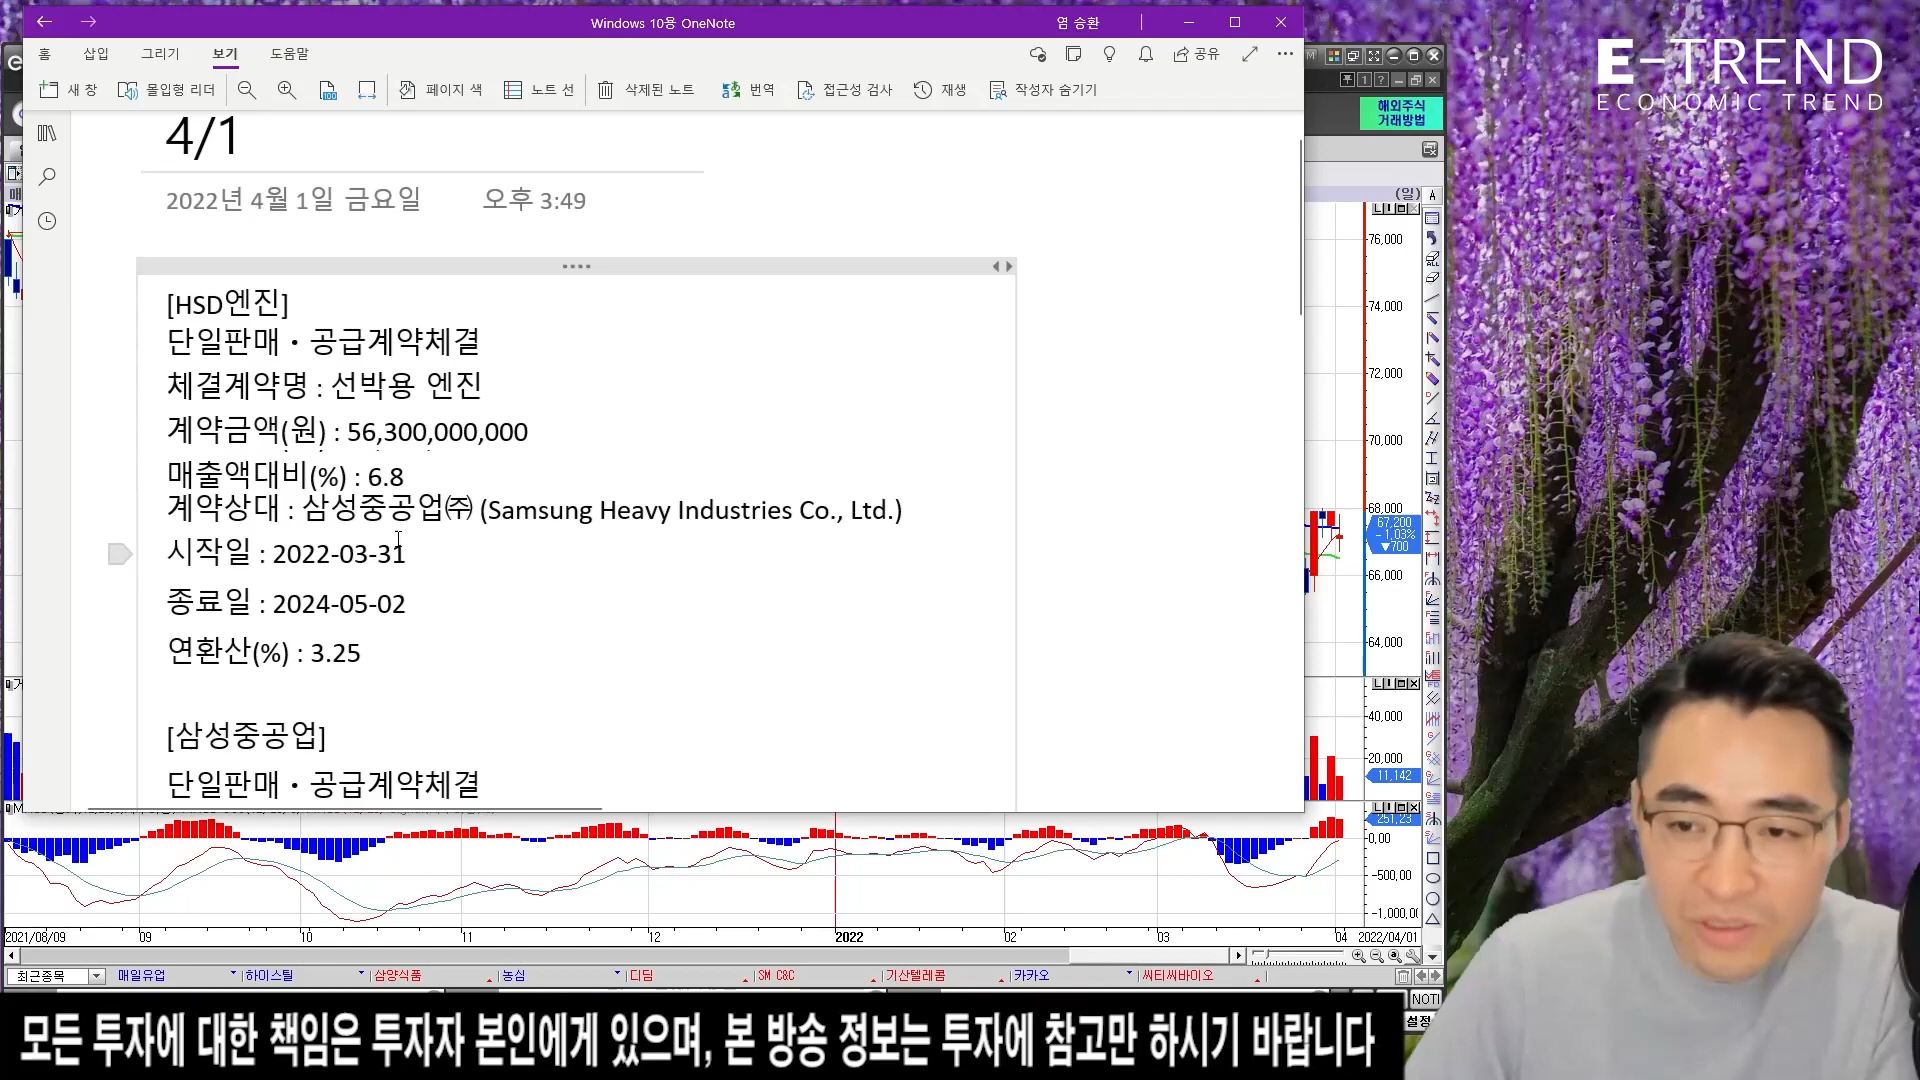 Windows 10용 OneNote
염 승환
홈 삽입 그리기 보기 도움말
공유
새 창 몰입형 리더 페이지 색 노트 선 삭제된 노트 번역 접근성 검사 재생 작성자 숨기기
E-TREND
ECONOMIC TREND
해외주식
거래방법
4/1
2022년 4월 1일 금요일 오후 3:49
[HSD엔진]
단일판매・공급계약체결
체결계약명 : 선박용 엔진
계약금액(원) : 56,300,000,000
매출액대비(%) : 6.8
계약상대 : 삼성중공업㈜ (Samsung Heavy Industries Co., Ltd.)
시작일 : 2022-03-31
종료일 : 2024-05-02
연환산(%) : 3.25
[삼성중공업]
단일판매・공급계약체결
(일)
76,000
74,000
72,000
70,000
68,000
67,200
-1,03%
▼700
66,000
64,000
40,000
20,000
11,142
251,23
0,00
-500,00
-1,000,0
2021/08/09 09 10 11 12 2022 02 03 04 2022/04/01
최근종목 매일유업 하이스틸 삼양식품 농심 디딤 SM C&C 기산텔레콤 카카오 씨티씨바이오
NOTI
설정
모든 투자에 대한 책임은 투자자 본인에게 있으며, 본 방송 정보는 투자에 참고만 하시기 바랍니다